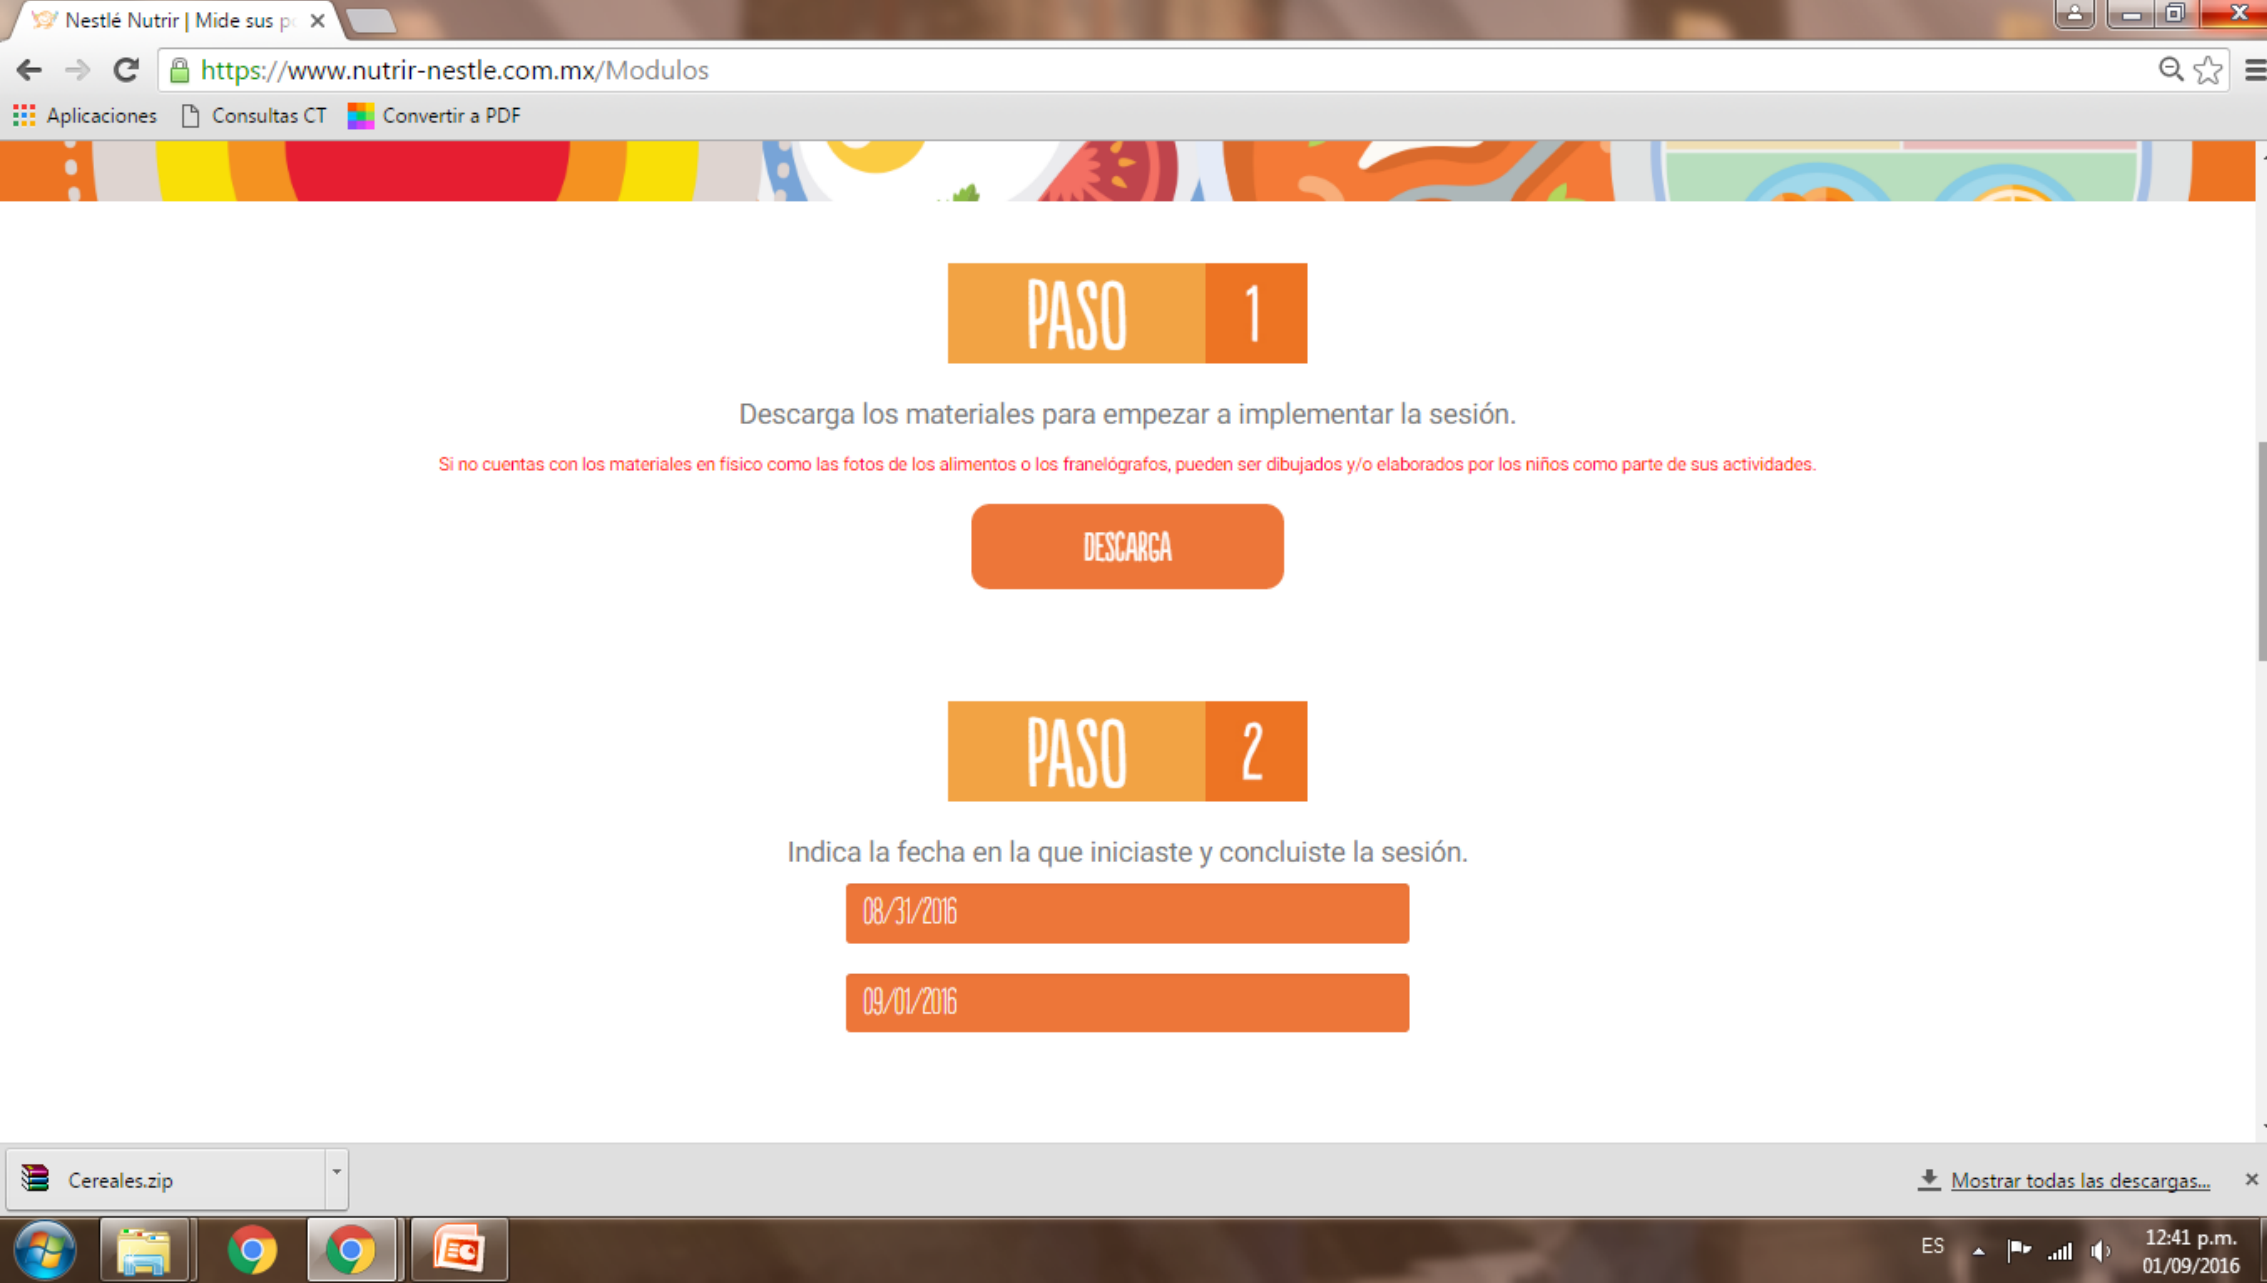 Nestlé Nutrir | Mide sus po
https://www.nutrir-nestle.com.mx/Modulos
Aplicaciones Consultas CT Convertir a PDF
PASO 1
Descarga los materiales para empezar a implementar la sesión.
Si no cuentas con los materiales en físico como las fotos de los alimentos o los franelógrafos, pueden ser dibujados y/o elaborados por los niños como parte de sus actividades.
DESCARGA
PASO 2
Indica la fecha en la que iniciaste y concluiste la sesión.
08/31/2016
09/01/2016
Cereales.zip
Mostrar todas las descargas...
ES
12:41 p.m.
01/09/2016